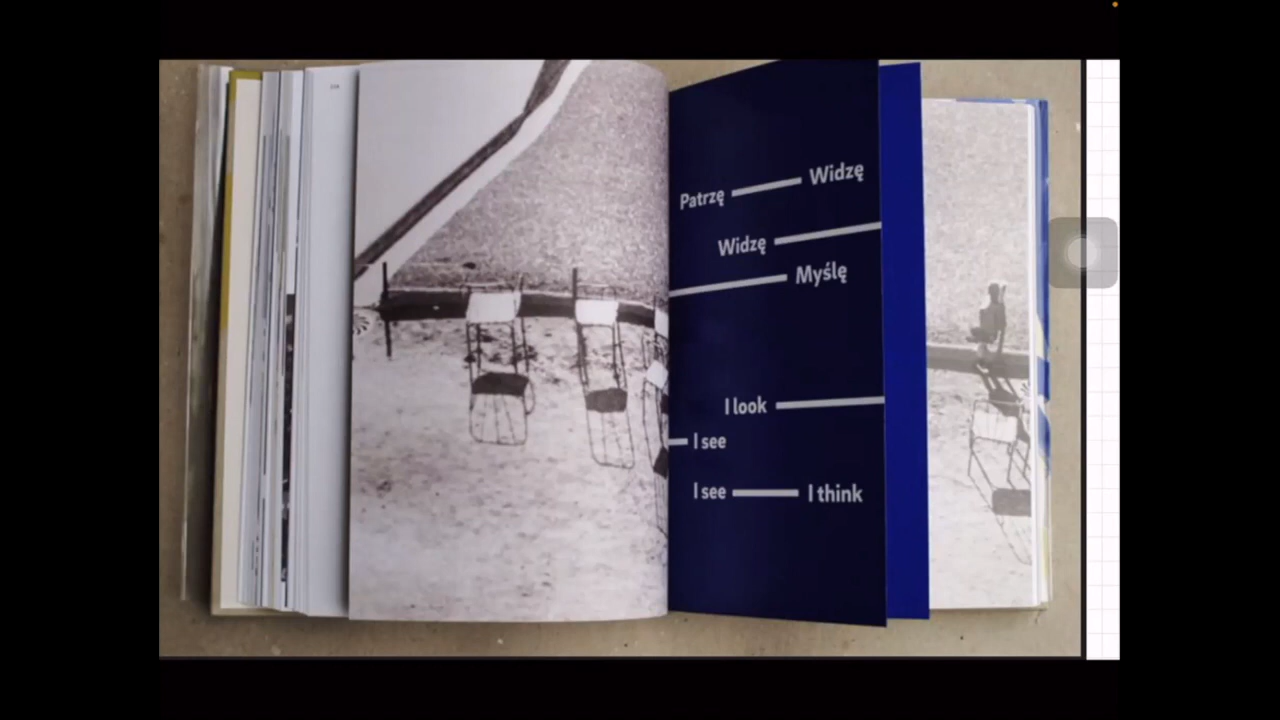 Patrzę — Widzę
Widzę —
— Myślę
I look —
— I see
I see — I think